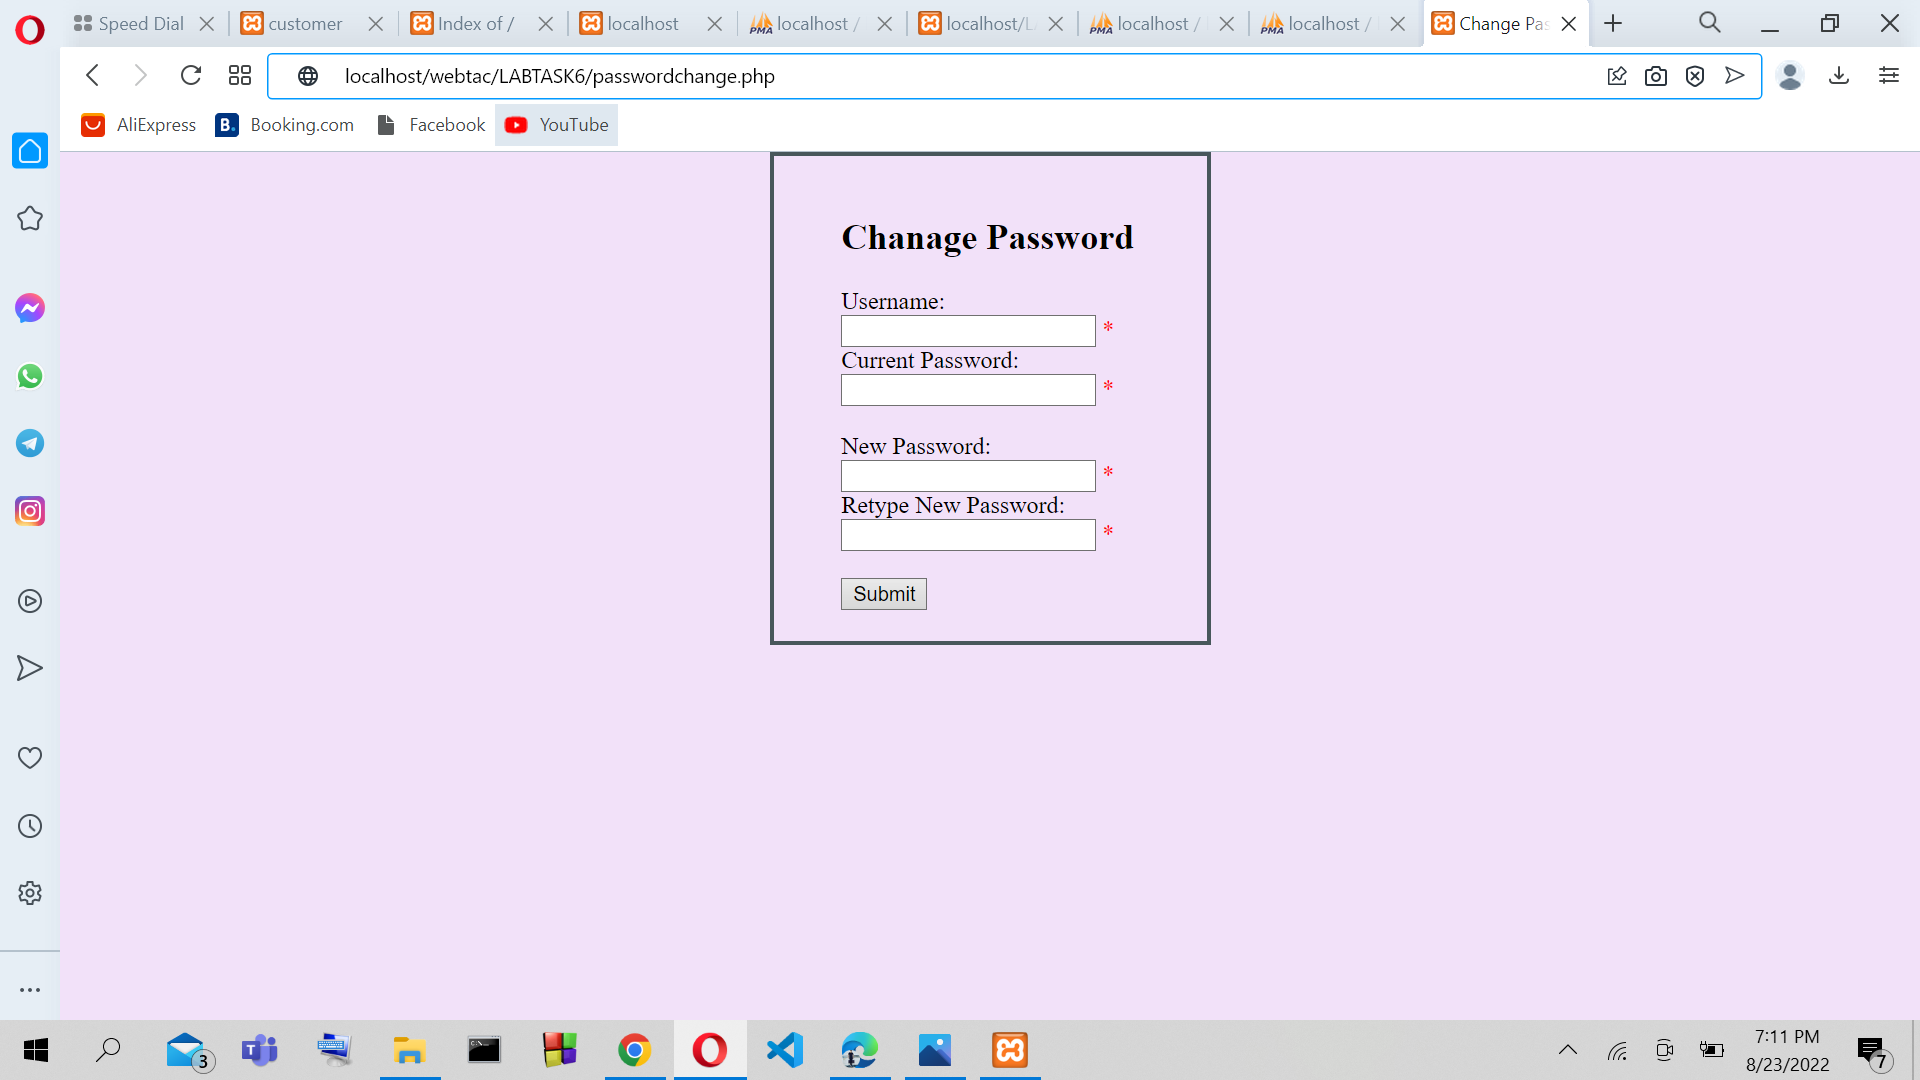 Speed Dial customer Index of / localhost localhost / localhost/L localhost / localhost / Change Pas
localhost/webtac/LABTASK6/passwordchange.php
AliExpress B. Booking.com Facebook YouTube
Chanage Password
Username:
*
Current Password:
*
New Password:
*
Retype New Password:
*
Submit
3
7:11 PM
8/23/2022
7